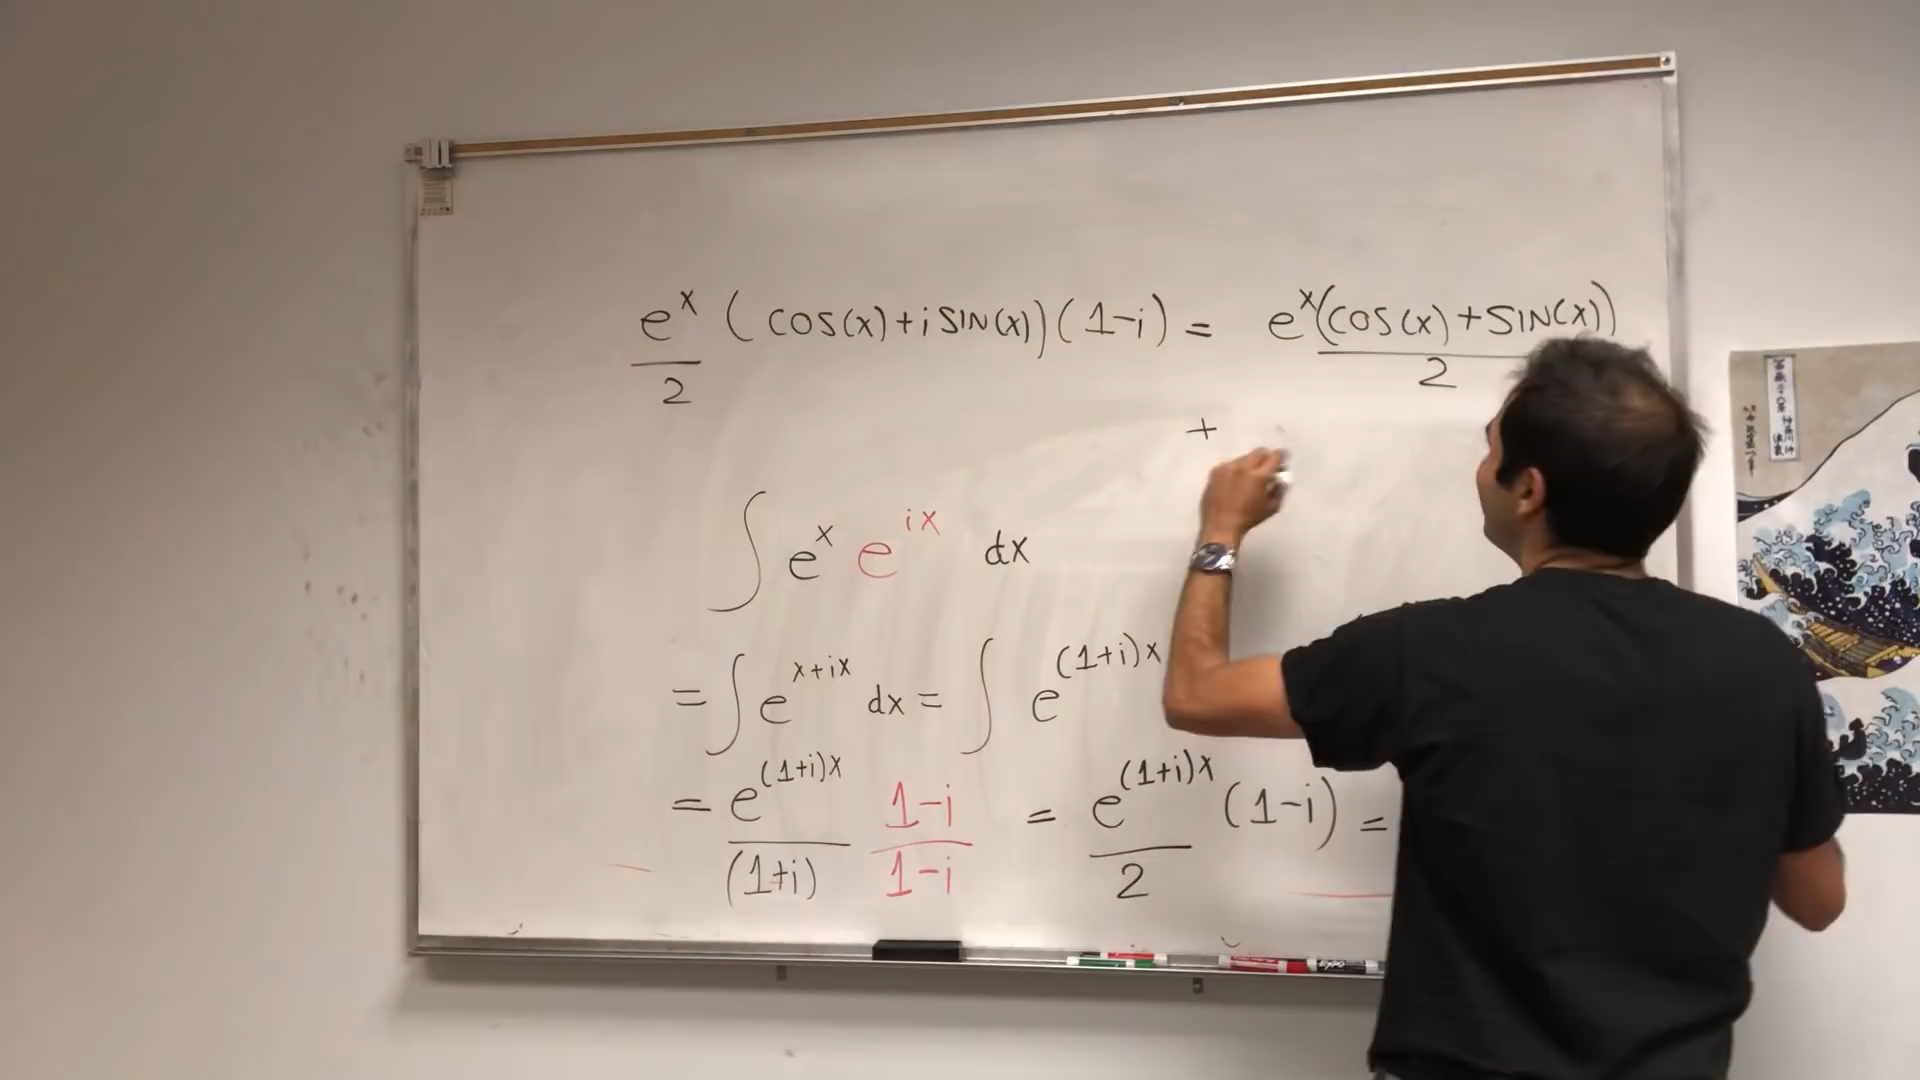 e^x/2 (cos(x)+i SIN(x))(1-i) = e^x(cos(x)+SIN(x))/2
+
∫ e^x e^ix dx
= ∫ e^x+ix dx = ∫ e^(1+i)x
= e^(1+i)x/(1+i) 1-i/1-i = e^(1+i)x/2 (1-i) =
EXPO